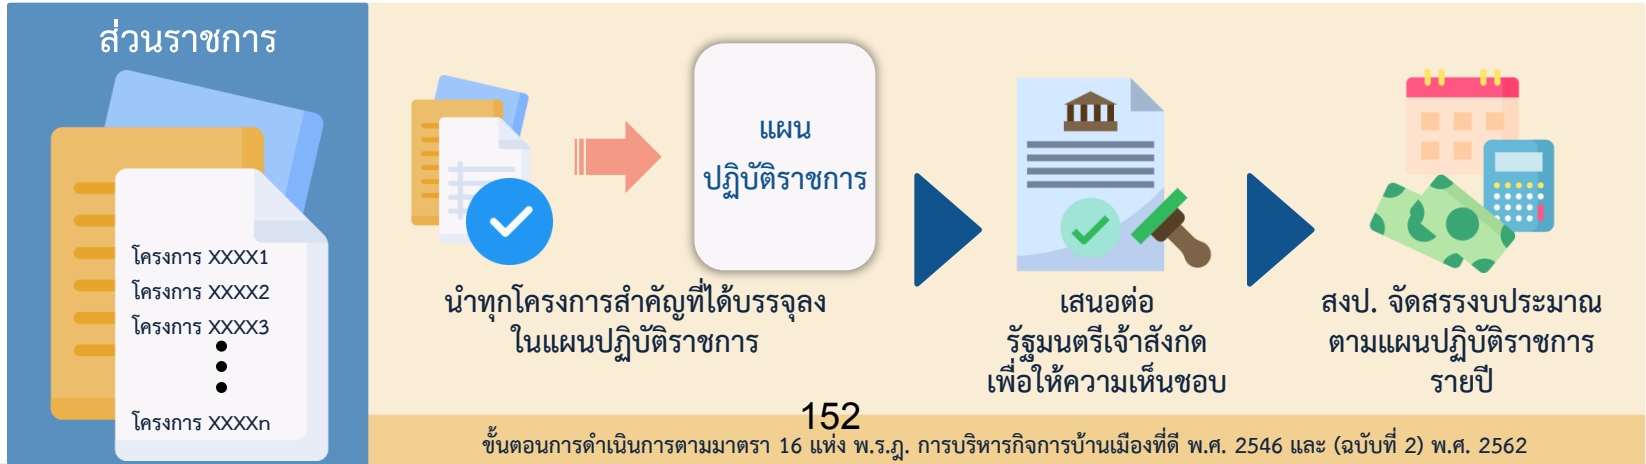 ส่วนราชการ
โครงการ XXXX1
โครงการ XXXX2
โครงการ XXXX3
โครงการ XXXXn
แผน
ปฏิบัติราชการ
นำทุกโครงการสำคัญที่ได้บรรจุลง
ในแผนปฏิบัติราชการ
เสนอต่อ
รัฐมนตรีเจ้าสังกัด
เพื่อให้ความเห็นชอบ
สงป. จัดสรรงบประมาณ
ตามแผนปฏิบัติราชการ
รายปี
152
ขั้นตอนการดำเนินการตามมาตรา 16 แห่ง พ.ร.ฎ. การบริหารกิจการบ้านเมืองที่ดี พ.ศ. 2546 และ (ฉบับที่ 2) พ.ศ. 2562